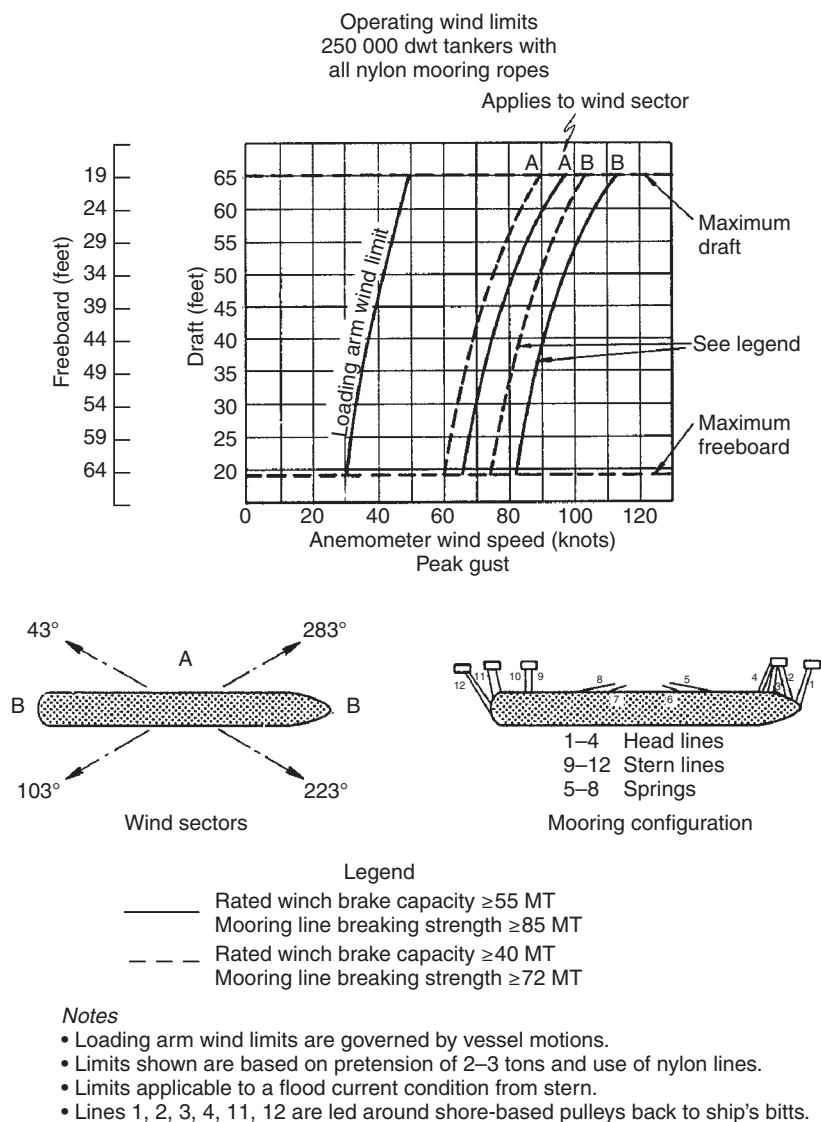 Operating wind limits
250 000 dwt tankers with
all nylon mooring ropes
Applies to wind sector
A A B B
19
24
29
34
39
44
49
54
59
64
Freeboard (feet)
65
60
55
50
45
40
35
30
25
20
Draft (feet)
Loading arm wind limit
Maximum
draft
See legend
Maximum
freeboard
0 20 40 60 80 100 120
Anemometer wind speed (knots)
Peak gust
43°
283°
A
B B
103°
223°
Wind sectors
12 11 10 9 8 7 6 5 4 3 2 1
1–4 Head lines
9–12 Stern lines
5–8 Springs
Mooring configuration
Legend
Rated winch brake capacity ≥55 MT
Mooring line breaking strength ≥85 MT
Rated winch brake capacity ≥40 MT
Mooring line breaking strength ≥72 MT
Notes
• Loading arm wind limits are governed by vessel motions.
• Limits shown are based on pretension of 2–3 tons and use of nylon lines.
• Limits applicable to a flood current condition from stern.
• Lines 1, 2, 3, 4, 11, 12 are led around shore-based pulleys back to ship's bitts.